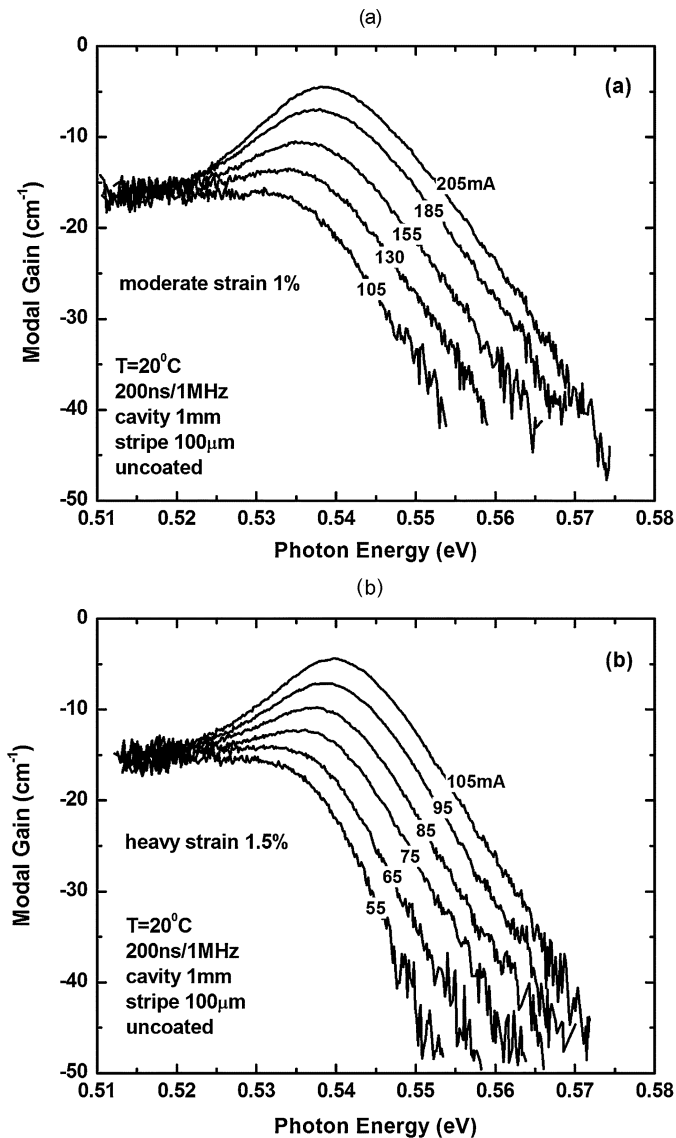 (a)
0
(a)
-10
205mA
185
155
130
105
-20
-30
-40
-50
Modal Gain (cm⁻¹)
moderate strain 1%
T=20⁰C
200ns/1MHz
cavity 1mm
stripe 100μm
uncoated
0.51 0.52 0.53 0.54 0.55 0.56 0.57 0.58
Photon Energy (eV)
(b)
0
(b)
-10
105mA
95
85
75
65
55
-20
-30
-40
-50
Modal Gain (cm⁻¹)
heavy strain 1.5%
T=20⁰C
200ns/1MHz
cavity 1mm
stripe 100μm
uncoated
0.51 0.52 0.53 0.54 0.55 0.56 0.57 0.58
Photon Energy (eV)